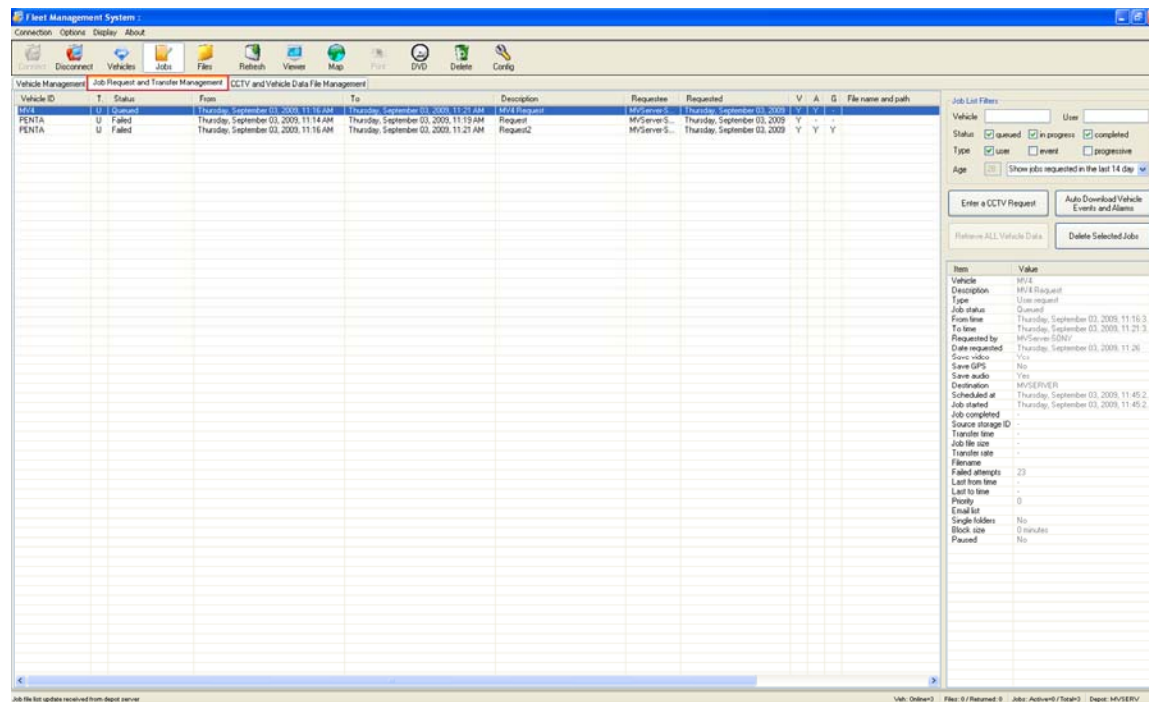 Fleet Management System :
Connection Options Display About
Connect Disconnect Vehicles Jobs Files Refresh Viewer Map Print DVD Delete Config
Vehicle Management Job Request and Transfer Management CCTV and Vehicle Data File Management
Vehicle ID T. Status From To Description Requestee Requested V A G File name and path
MV4 U Queued Thursday, September 03, 2009, 11:16 AM Thursday, September 03, 2009, 11:21 AM MV4 Request MVServer-S... Thursday, September 03, 2009 Y Y -
PENTA U Failed Thursday, September 03, 2009, 11:14 AM Thursday, September 03, 2009, 11:19 AM Request MVServer-S... Thursday, September 03, 2009 Y - -
PENTA U Failed Thursday, September 03, 2009, 11:16 AM Thursday, September 03, 2009, 11:21 AM Request2 MVServer-S... Thursday, September 03, 2009 Y Y Y
Job List Filters
Vehicle User
Status queued in progress completed
Type user event progressive
Age 28 Show jobs requested in the last 14 day
Enter a CCTV Request
Auto Download Vehicle Events and Alarms
Retrieve ALL Vehicle Data
Delete Selected Jobs
Item Value
Vehicle MV4
Description MV4 Request
Type User request
Job status Queued
From time Thursday, September 03, 2009, 11:16:3
To time Thursday, September 03, 2009, 11:21:3
Requested by MVServer-SONY
Date requested Thursday, September 03, 2009, 11:26
Save video Yes
Save GPS No
Save audio Yes
Destination MVSERVER
Scheduled at Thursday, September 03, 2009, 11:45:2
Job started Thursday, September 03, 2009, 11:45:2
Job completed -
Source storage ID -
Transfer time -
Job file size -
Transfer rate -
Filename
Failed attempts 23
Last from time -
Last to time -
Priority 0
Email list
Single folders No
Block size 0 minutes
Paused No
Job file list update received from depot server
Veh: Online=3 Files: 0 / Returned: 0 Jobs: Active=0 / Total=3 Depot: MVSERV